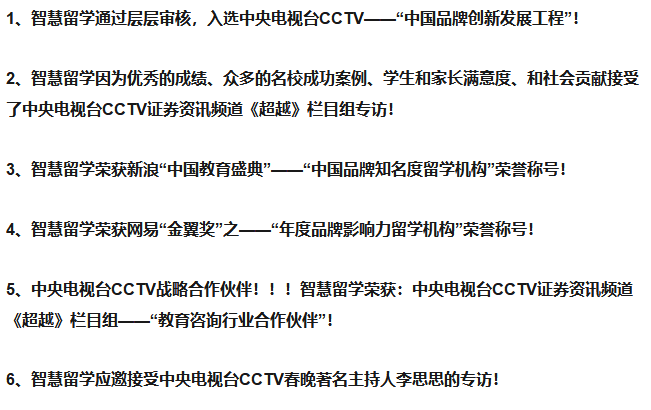 1、智慧留学通过层层审核，入选中央电视台CCTV——“中国品牌创新发展工程”！
2、智慧留学因为优秀的成绩、众多的名校成功案例、学生和家长满意度、和社会贡献接受
了中央电视台CCTV证券资讯频道《超越》栏目组专访！
3、智慧留学荣获新浪“中国教育盛典”——“中国品牌知名度留学机构”荣誉称号！
4、智慧留学荣获网易“金翼奖”之——“年度品牌影响力留学机构”荣誉称号！
5、中央电视台CCTV战略合作伙伴！！！智慧留学荣获：中央电视台CCTV证券资讯频道
《超越》栏目组——“教育咨询行业合作伙伴”！
6、智慧留学应邀接受中央电视台CCTV春晚著名主持人李思思的专访！